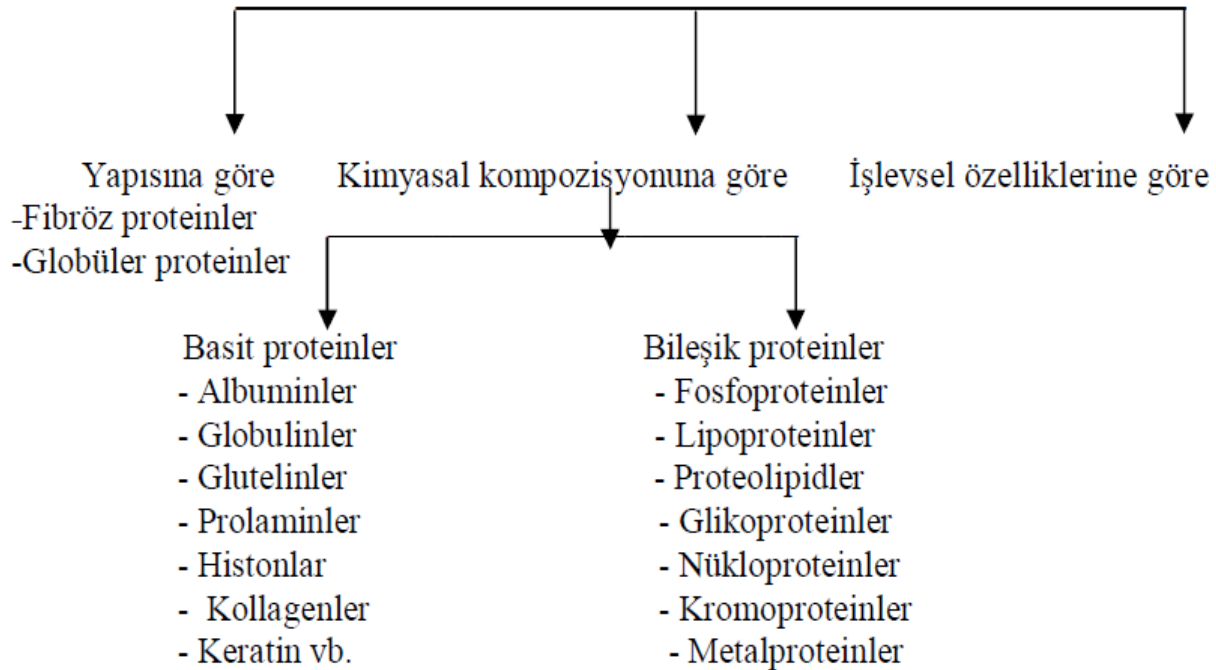 Yapısına göre
-Fibröz proteinler
-Globüler proteinler
Kimyasal kompozisyonuna göre
İşlevsel özelliklerine göre
Basit proteinler
- Albuminler
- Globulinler
- Glutelinler
- Prolaminler
- Histonlar
- Kollagenler
- Keratin vb.
Bileşik proteinler
- Fosfoproteinler
- Lipoproteinler
- Proteolipidler
- Glikoproteinler
- Nükloproteinler
- Kromoproteinler
- Metalproteinler